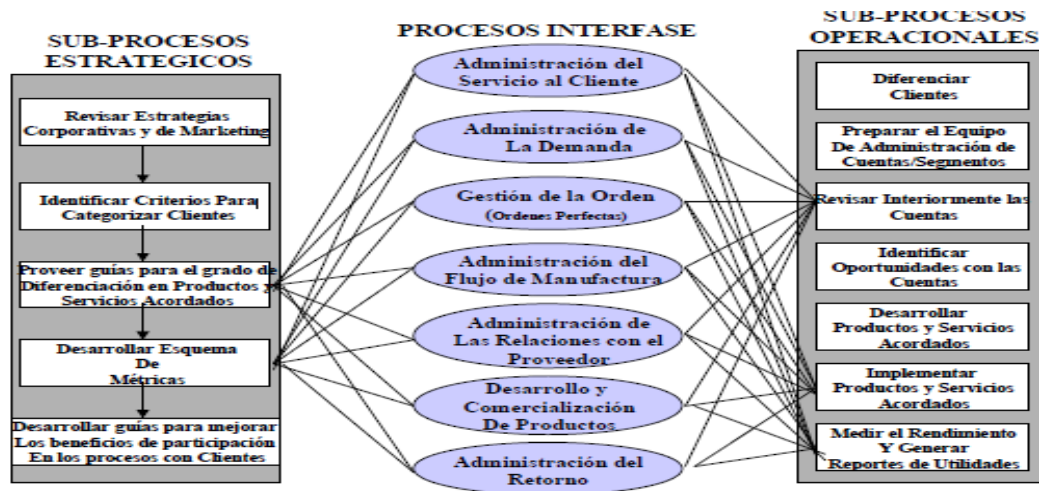 SUB-PROCESOS
ESTRATEGICOS
Revisar Estrategias
Corporativas y de Marketing
Identificar Criterios Para
Categorizar Clientes
Proveer guías para el grado de
Diferenciación en Productos y
Servicios Acordados
Desarrollar Esquema
De
Métricas
Desarrollar guías para mejorar
Los beneficios de participación
En los procesos con Clientes
PROCESOS INTERFASE
Administración del
Servicio al Cliente
Administración de
La Demanda
Gestión de la Orden
(Ordenes Perfectas)
Administración del
Flujo de Manufactura
Administración de
Las Relaciones con el
Proveedor
Desarrollo y
Comercialización
De Productos
Administración del
Retorno
SUB-PROCESOS
OPERACIONALES
Diferenciar
Clientes
Preparar el Equipo
De Administración de
Cuentas/Segmentos
Revisar Interiormente las
Cuentas
Identificar
Oportunidades con las
Cuentas
Desarrollar
Productos y Servicios
Acordados
Implementar
Productos y Servicios
Acordados
Medir el Rendimiento
Y Generar
Reportes de Utilidades